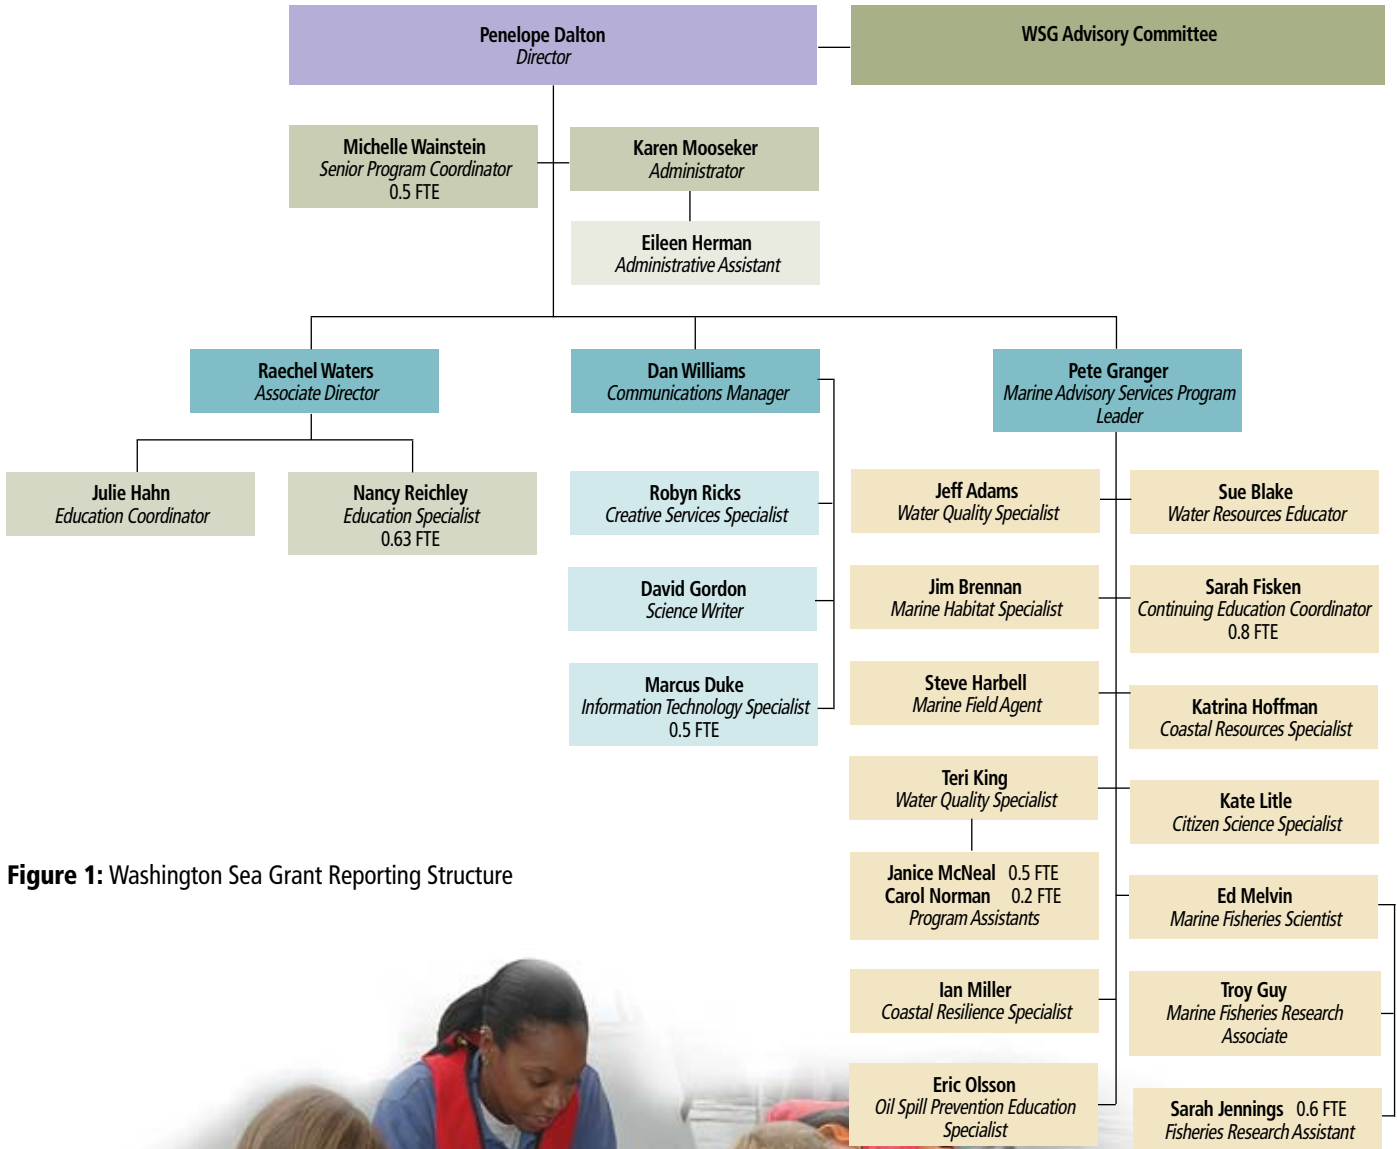 Penelope Dalton
Director
WSG Advisory Committee
Michelle Wainstein
Senior Program Coordinator
0.5 FTE
Karen Mooseker
Administrator
Eileen Herman
Administrative Assistant
Raechel Waters
Associate Director
Dan Williams
Communications Manager
Pete Granger
Marine Advisory Services Program
Leader
Julie Hahn
Education Coordinator
Nancy Reichley
Education Specialist
0.63 FTE
Robyn Ricks
Creative Services Specialist
David Gordon
Science Writer
Marcus Duke
Information Technology Specialist
0.5 FTE
Jeff Adams
Water Quality Specialist
Sue Blake
Water Resources Educator
Jim Brennan
Marine Habitat Specialist
Sarah Fisken
Continuing Education Coordinator
0.8 FTE
Steve Harbell
Marine Field Agent
Katrina Hoffman
Coastal Resources Specialist
Teri King
Water Quality Specialist
Kate Litle
Citizen Science Specialist
Janice McNeal 0.5 FTE
Carol Norman 0.2 FTE
Program Assistants
Ed Melvin
Marine Fisheries Scientist
Ian Miller
Coastal Resilience Specialist
Troy Guy
Marine Fisheries Research
Associate
Eric Olsson
Oil Spill Prevention Education
Specialist
Sarah Jennings 0.6 FTE
Fisheries Research Assistant
Figure 1: Washington Sea Grant Reporting Structure